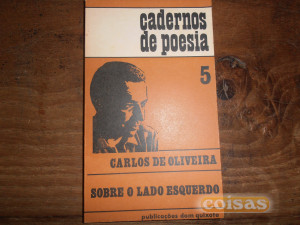 cadernos
de poesia
5
CARLOS DE OLIVEIRA
SOBRE O LADO ESQUERDO
publicações dom quixote
coisas